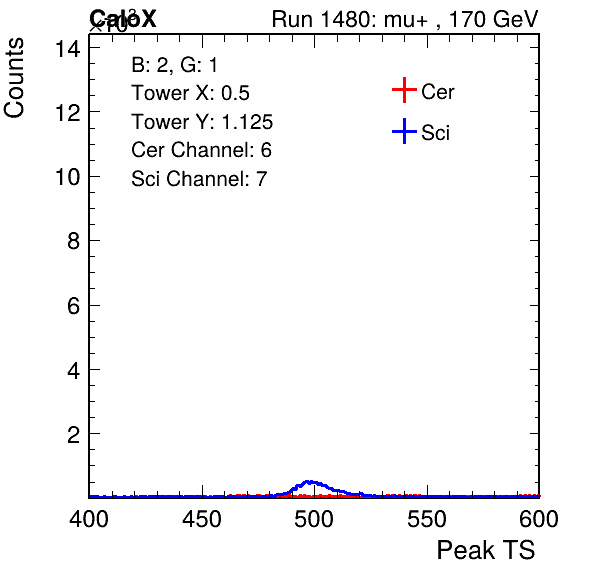 CaloX Run 1480: mu+ , 170 GeV
×10³
Counts
14
12
10
8
6
4
2
B: 2, G: 1
Tower X: 0.5
Tower Y: 1.125
Cer Channel: 6
Sci Channel: 7
Cer
Sci
400 450 500 550 600
Peak TS